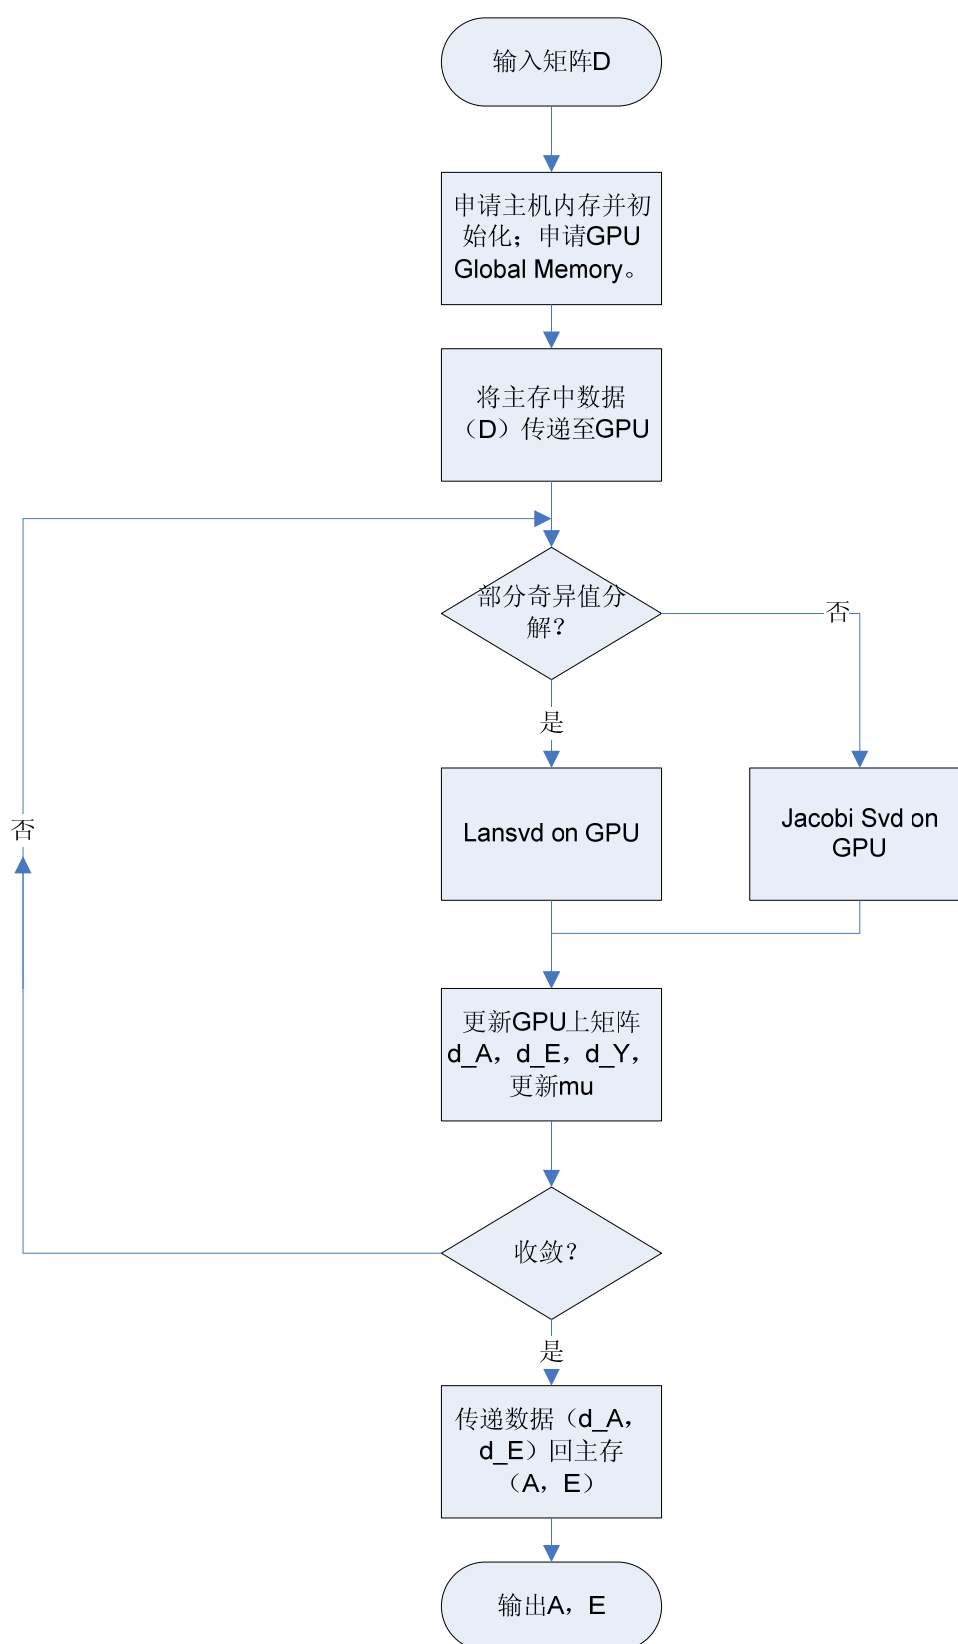 输入矩阵D
申请主机内存并初
始化；申请GPU
Global Memory。
将主存中数据
（D）传递至GPU
部分奇异值分
解？
否
是
Lansvd on GPU
Jacobi Svd on
GPU
否
更新GPU上矩阵
d_A，d_E，d_Y，
更新mu
收敛？
是
传递数据（d_A，
d_E）回主存
（A，E）
输出A，E